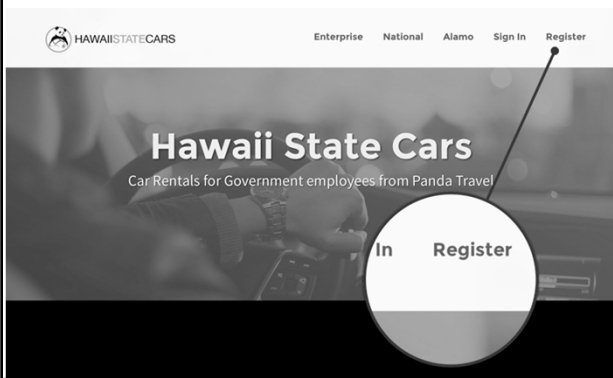 HAWAIISTATECARS
Enterprise National Alamo Sign In Register
Hawaii State Cars
Car Rentals for Government employees from Panda Travel
In Register